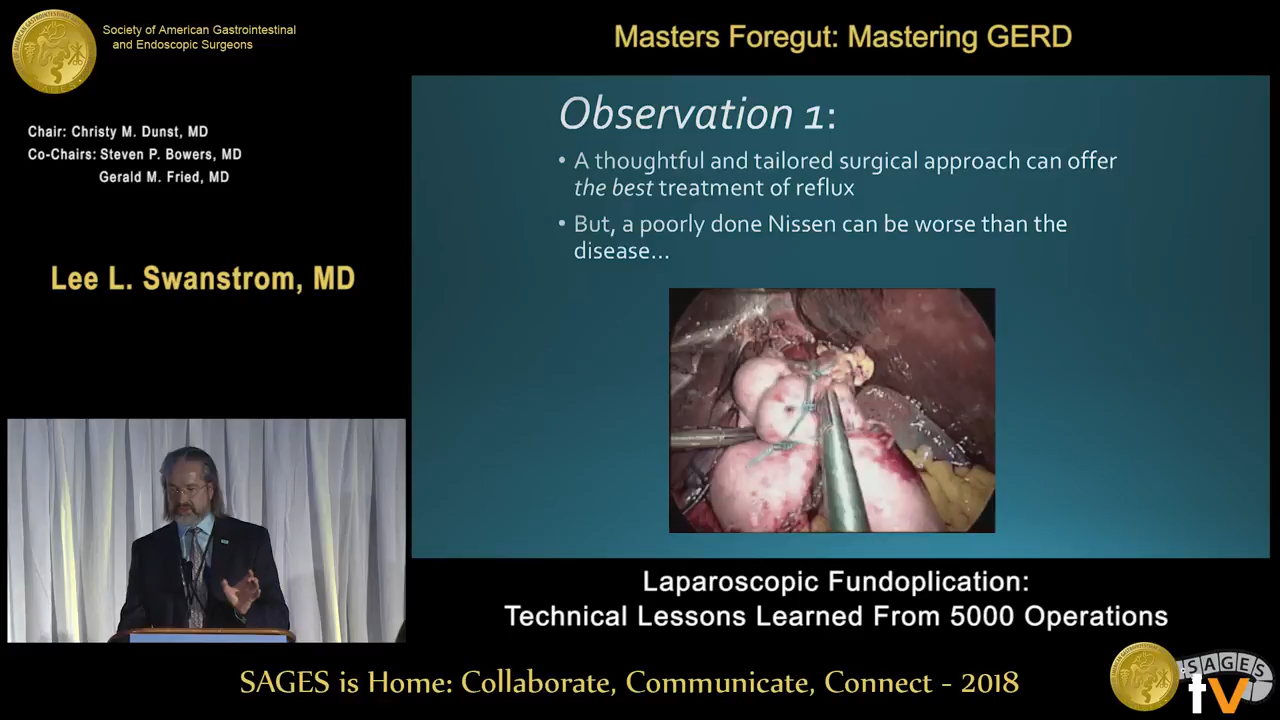 Society of American Gastrointestinal
and Endoscopic Surgeons
Masters Foregut: Mastering GERD
Chair: Christy M. Dunst, MD
Co-Chairs: Steven P. Bowers, MD
Gerald M. Fried, MD
Lee L. Swanstrom, MD
Observation 1:
• A thoughtful and tailored surgical approach can offer
the best treatment of reflux
• But, a poorly done Nissen can be worse than the
disease...
Laparoscopic Fundoplication:
Technical Lessons Learned From 5000 Operations
SAGES is Home: Collaborate, Communicate, Connect - 2018
SAGES
tv